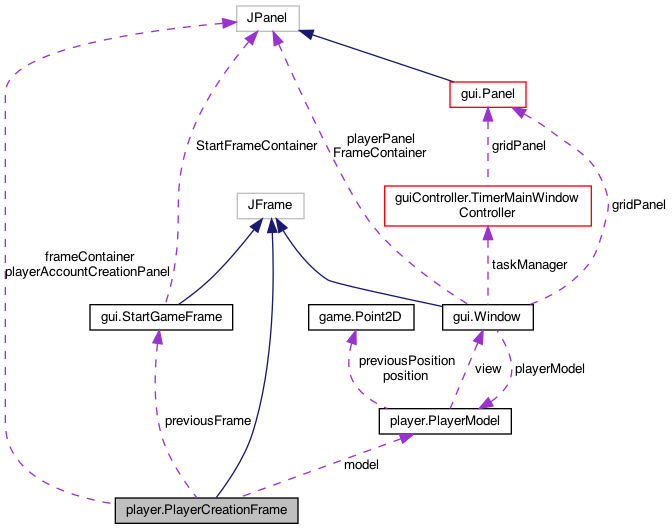 JPanel
gui.Panel
StartFrameContainer
playerPanel
FrameContainer
gridPanel
guiController.TimerMainWindow
Controller
JFrame
gridPanel
frameContainer
playerAccountCreationPanel
taskManager
gui.StartGameFrame
game.Point2D
gui.Window
previousPosition
position
view
playerModel
previousFrame
player.PlayerModel
model
player.PlayerCreationFrame